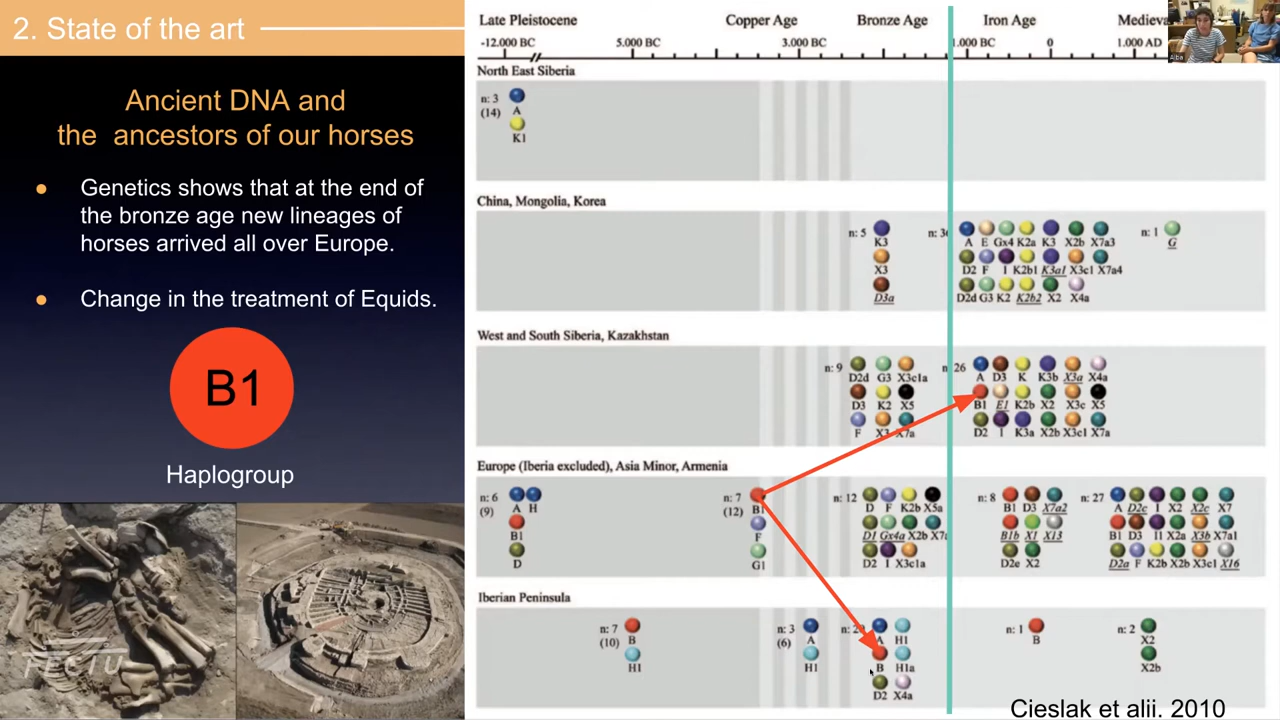 2. State of the art
Ancient DNA and
the ancestors of our horses
● Genetics shows that at the end of
the bronze age new lineages of
horses arrived all over Europe.
● Change in the treatment of Equids.
B1
Haplogroup
FECTU
Late Pleistocene Copper Age Bronze Age Iron Age Medieva
-12.000 BC 5.000 BC 3.000 BC 1.000 BC 0 1.000 AD
Alba
North East Siberia
n: 3
(14)
A
K1
China, Mongolia, Korea
n: 5
K3
X3
D3a
n: 36
A E Gx4 K2a K3 X2b X7a3
D2 F I K2b1 K3a1 X3c1 X7a4
D2d G3 K2 K2b2 X2 X4a
n: 1
G
West and South Siberia, Kazakhstan
n: 9
D2d G3 X3c1a
D3 K2 X5
F X3 X7a
n 26
A D3 K K3b X3a X4a
B1 E1 K2b X2 X3c X5
D2 I K3a X2b X3c1 X7a
Europe (Iberia excluded), Asia Minor, Armenia
n: 6
(9)
A H
B1
D
n: 7
(12)
B1
F
G1
n: 12
D F K2b X5a
D1 Gx4a X2b X7a
D2 I X3c1a
n: 8
B1 D3 X7a2
B1b X1 X13
D2e X2
n: 27
A D2c I X2 X2c X7
B1 D3 I1 X2a X3b X7a1
D2a F K2b X2b X3c1 X16
Iberian Peninsula
n: 7
(10)
B
H1
n: 3
(6)
A
H1
A H1
B H1a
D2 X4a
n: 1
B
n: 2
X2
X2b
Cieslak et alii. 2010